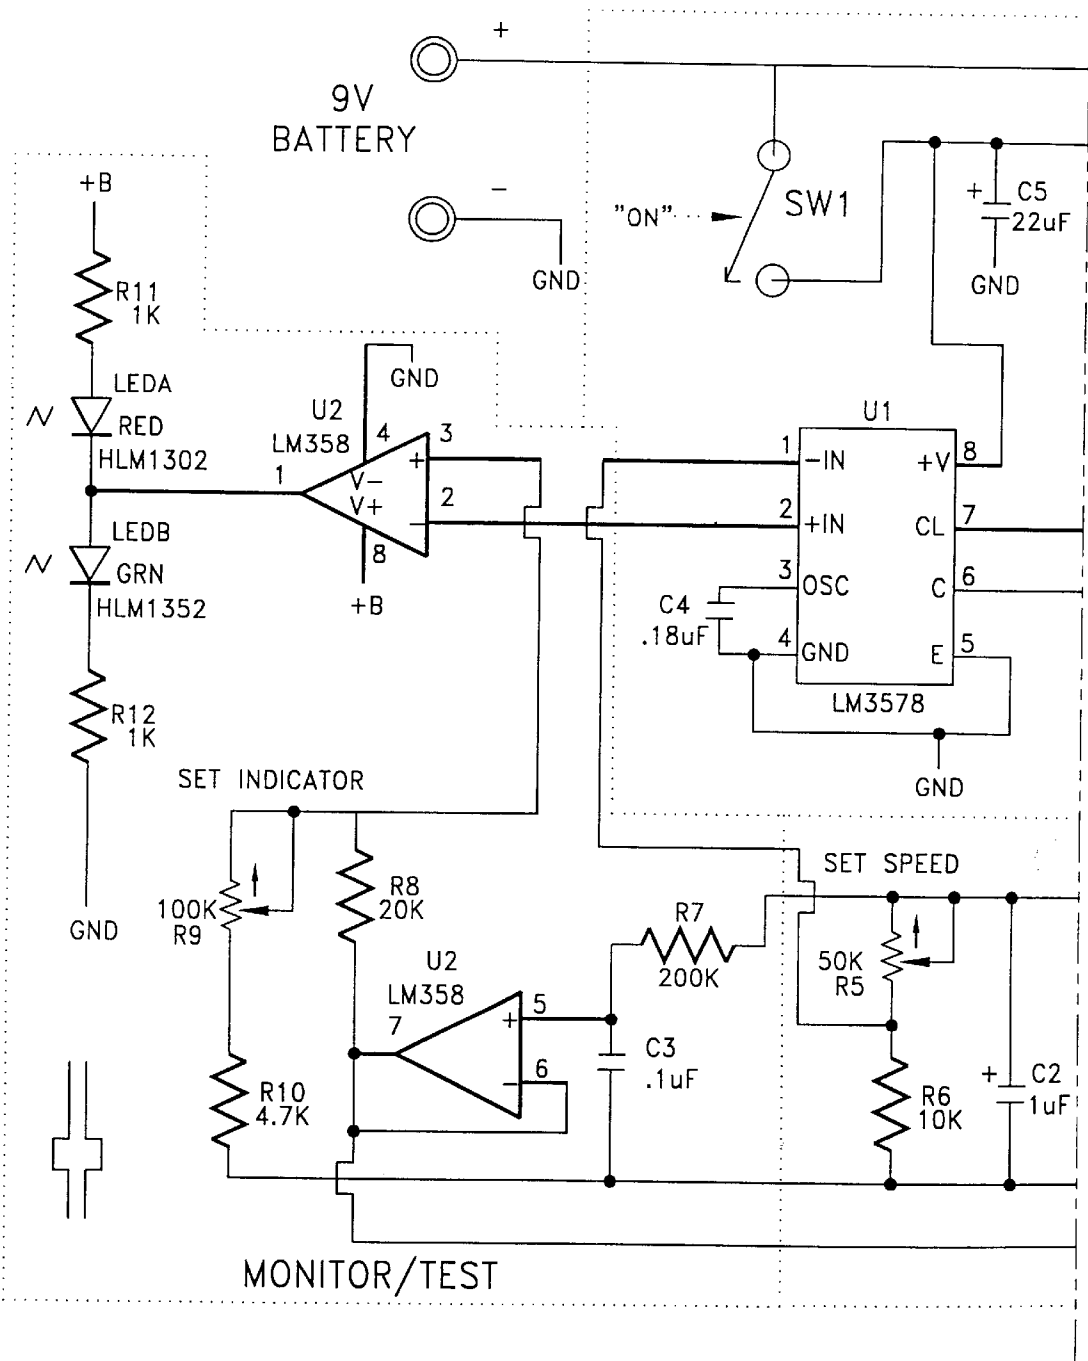 +
9V
BATTERY
-
GND
"ON"
SW1
+
C5
22uF
GND
+B
R11
1K
LEDA
RED
HLM1302
LEDB
GRN
HLM1352
R12
1K
GND
GND
U2
LM358
4
3
+
1
V-
V+
2
-
8
+B
U1
1
-IN
+V
8
2
+IN
CL
7
3
OSC
C
6
4
GND
E
5
LM3578
C4
.18uF
GND
SET INDICATOR
100K
R9
R8
20K
R10
4.7K
U2
LM358
7
5
+
6
-
R7
200K
C3
.1uF
SET SPEED
50K
R5
R6
10K
+
C2
1uF
MONITOR/TEST